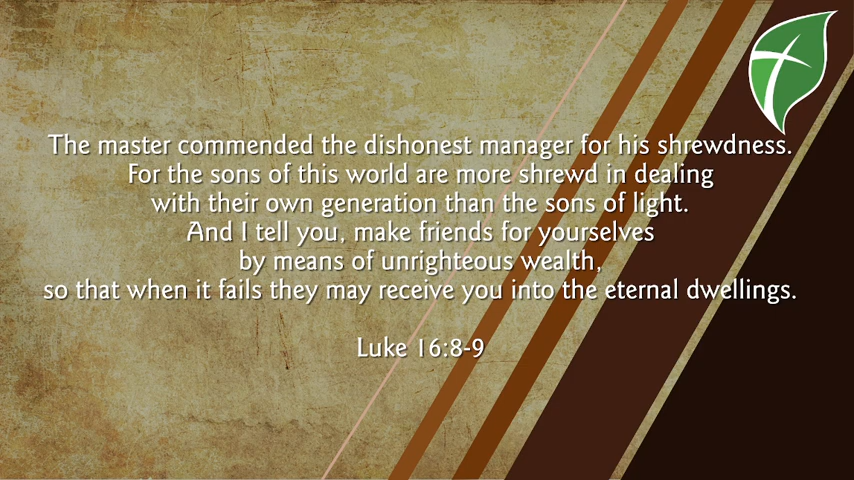 The master commended the dishonest manager for his shrewdness.
For the sons of this world are more shrewd in dealing
with their own generation than the sons of light.
And I tell you, make friends for yourselves
by means of unrighteous wealth,
so that when it fails they may receive you into the eternal dwellings.
Luke 16:8-9